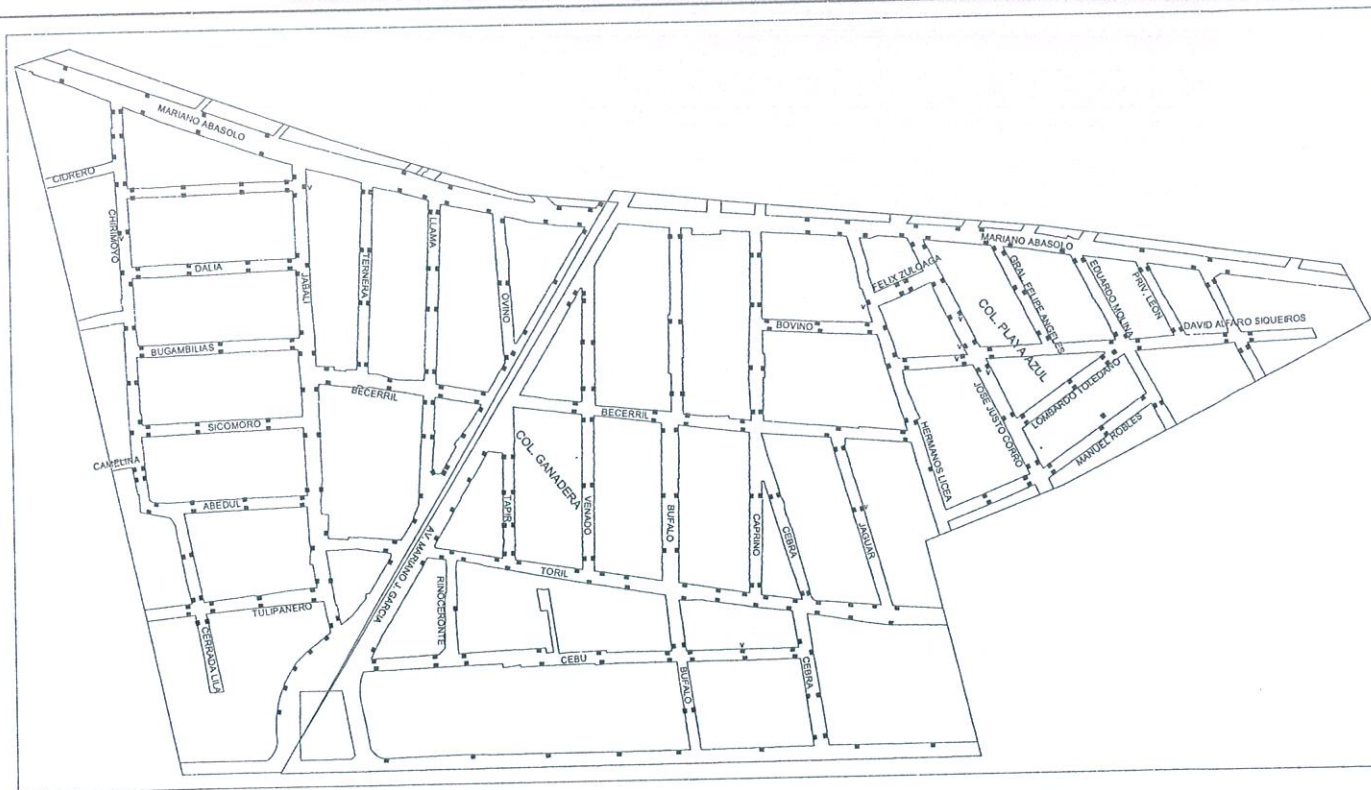 MARIANO ABASOLO
CIDRERO
CHIRIMOYO
DALIA
JABALI
TERNERA
LLAMA
OVINO
BUGAMBILIAS
BECERRIL
SICOMORO
CAMELINA
ABEDUL
TULIPANERO
CERRADA LILA
AV. MARIANO J. GARCIA
COL. GANADERA
TAPIR
VENADO
BECERRIL
BUFALO
CAPRINO
CEBRA
JAGUAR
TORIL
RINOCERONTE
CEBU
BUFALO
CEBRA
BOVINO
FELIX ZULOAGA
MARIANO ABASOLO
GRAL. FELIPE ANGELES
EDUARDO MOLINA
PRIV. LEON
DAVID ALFARO SIQUEIROS
COL. PLAYA AZUL
LOMBARDO TOLEDANO
MANUEL ROBLES
JOSE JUSTO CORRO
HERMANOS LICEA